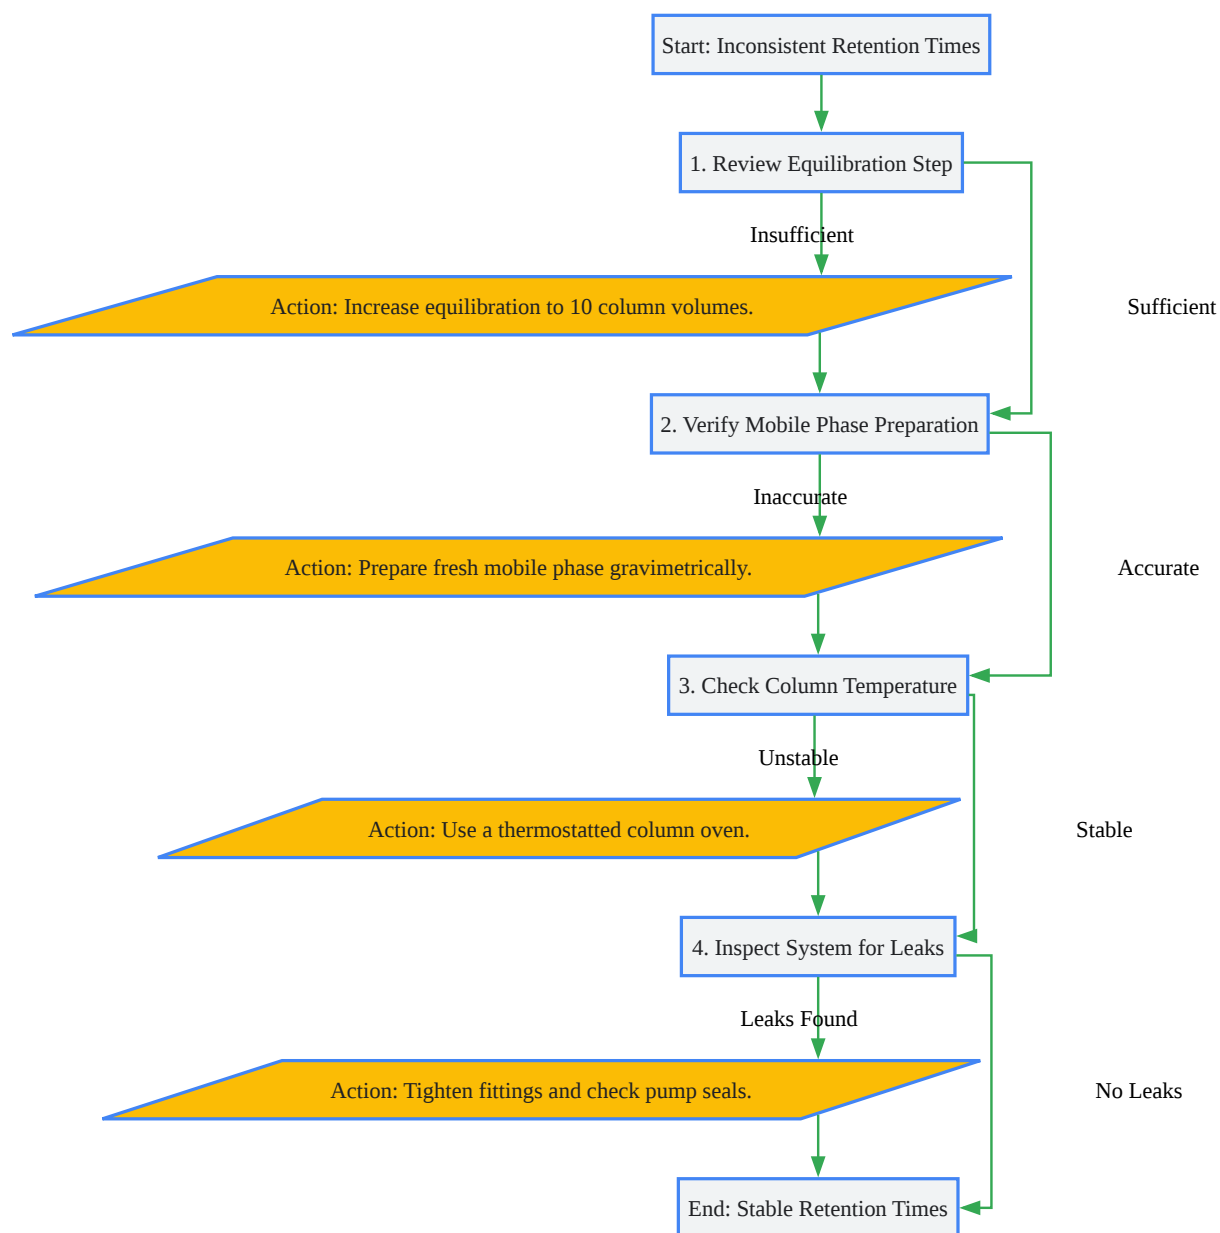 Start: Inconsistent Retention Times
1. Review Equilibration Step
Insufficient
Action: Increase equilibration to 10 column volumes.
Sufficient
2. Verify Mobile Phase Preparation
Inaccurate
Action: Prepare fresh mobile phase gravimetrically.
Accurate
3. Check Column Temperature
Unstable
Action: Use a thermostatted column oven.
Stable
4. Inspect System for Leaks
Leaks Found
Action: Tighten fittings and check pump seals.
No Leaks
End: Stable Retention Times